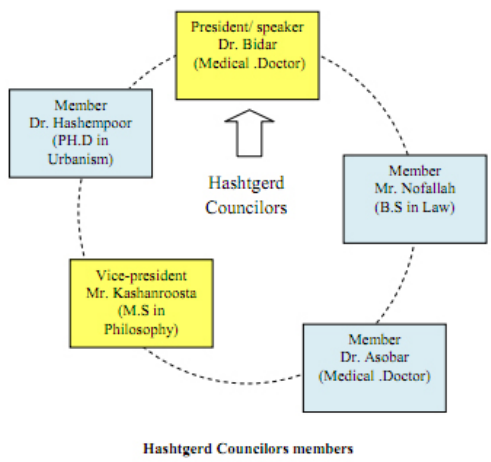 President/ speaker
Dr. Bidar
(Medical .Doctor)
Member
Dr. Hashempoor
(PH.D in
Urbanism)
Hashtgerd
Councilors
Member
Mr. Nofallah
(B.S in Law)
Vice-president
Mr. Kashanroosta
(M.S in
Philosophy)
Member
Dr. Asobar
(Medical .Doctor)
Hashtgerd Councilors members